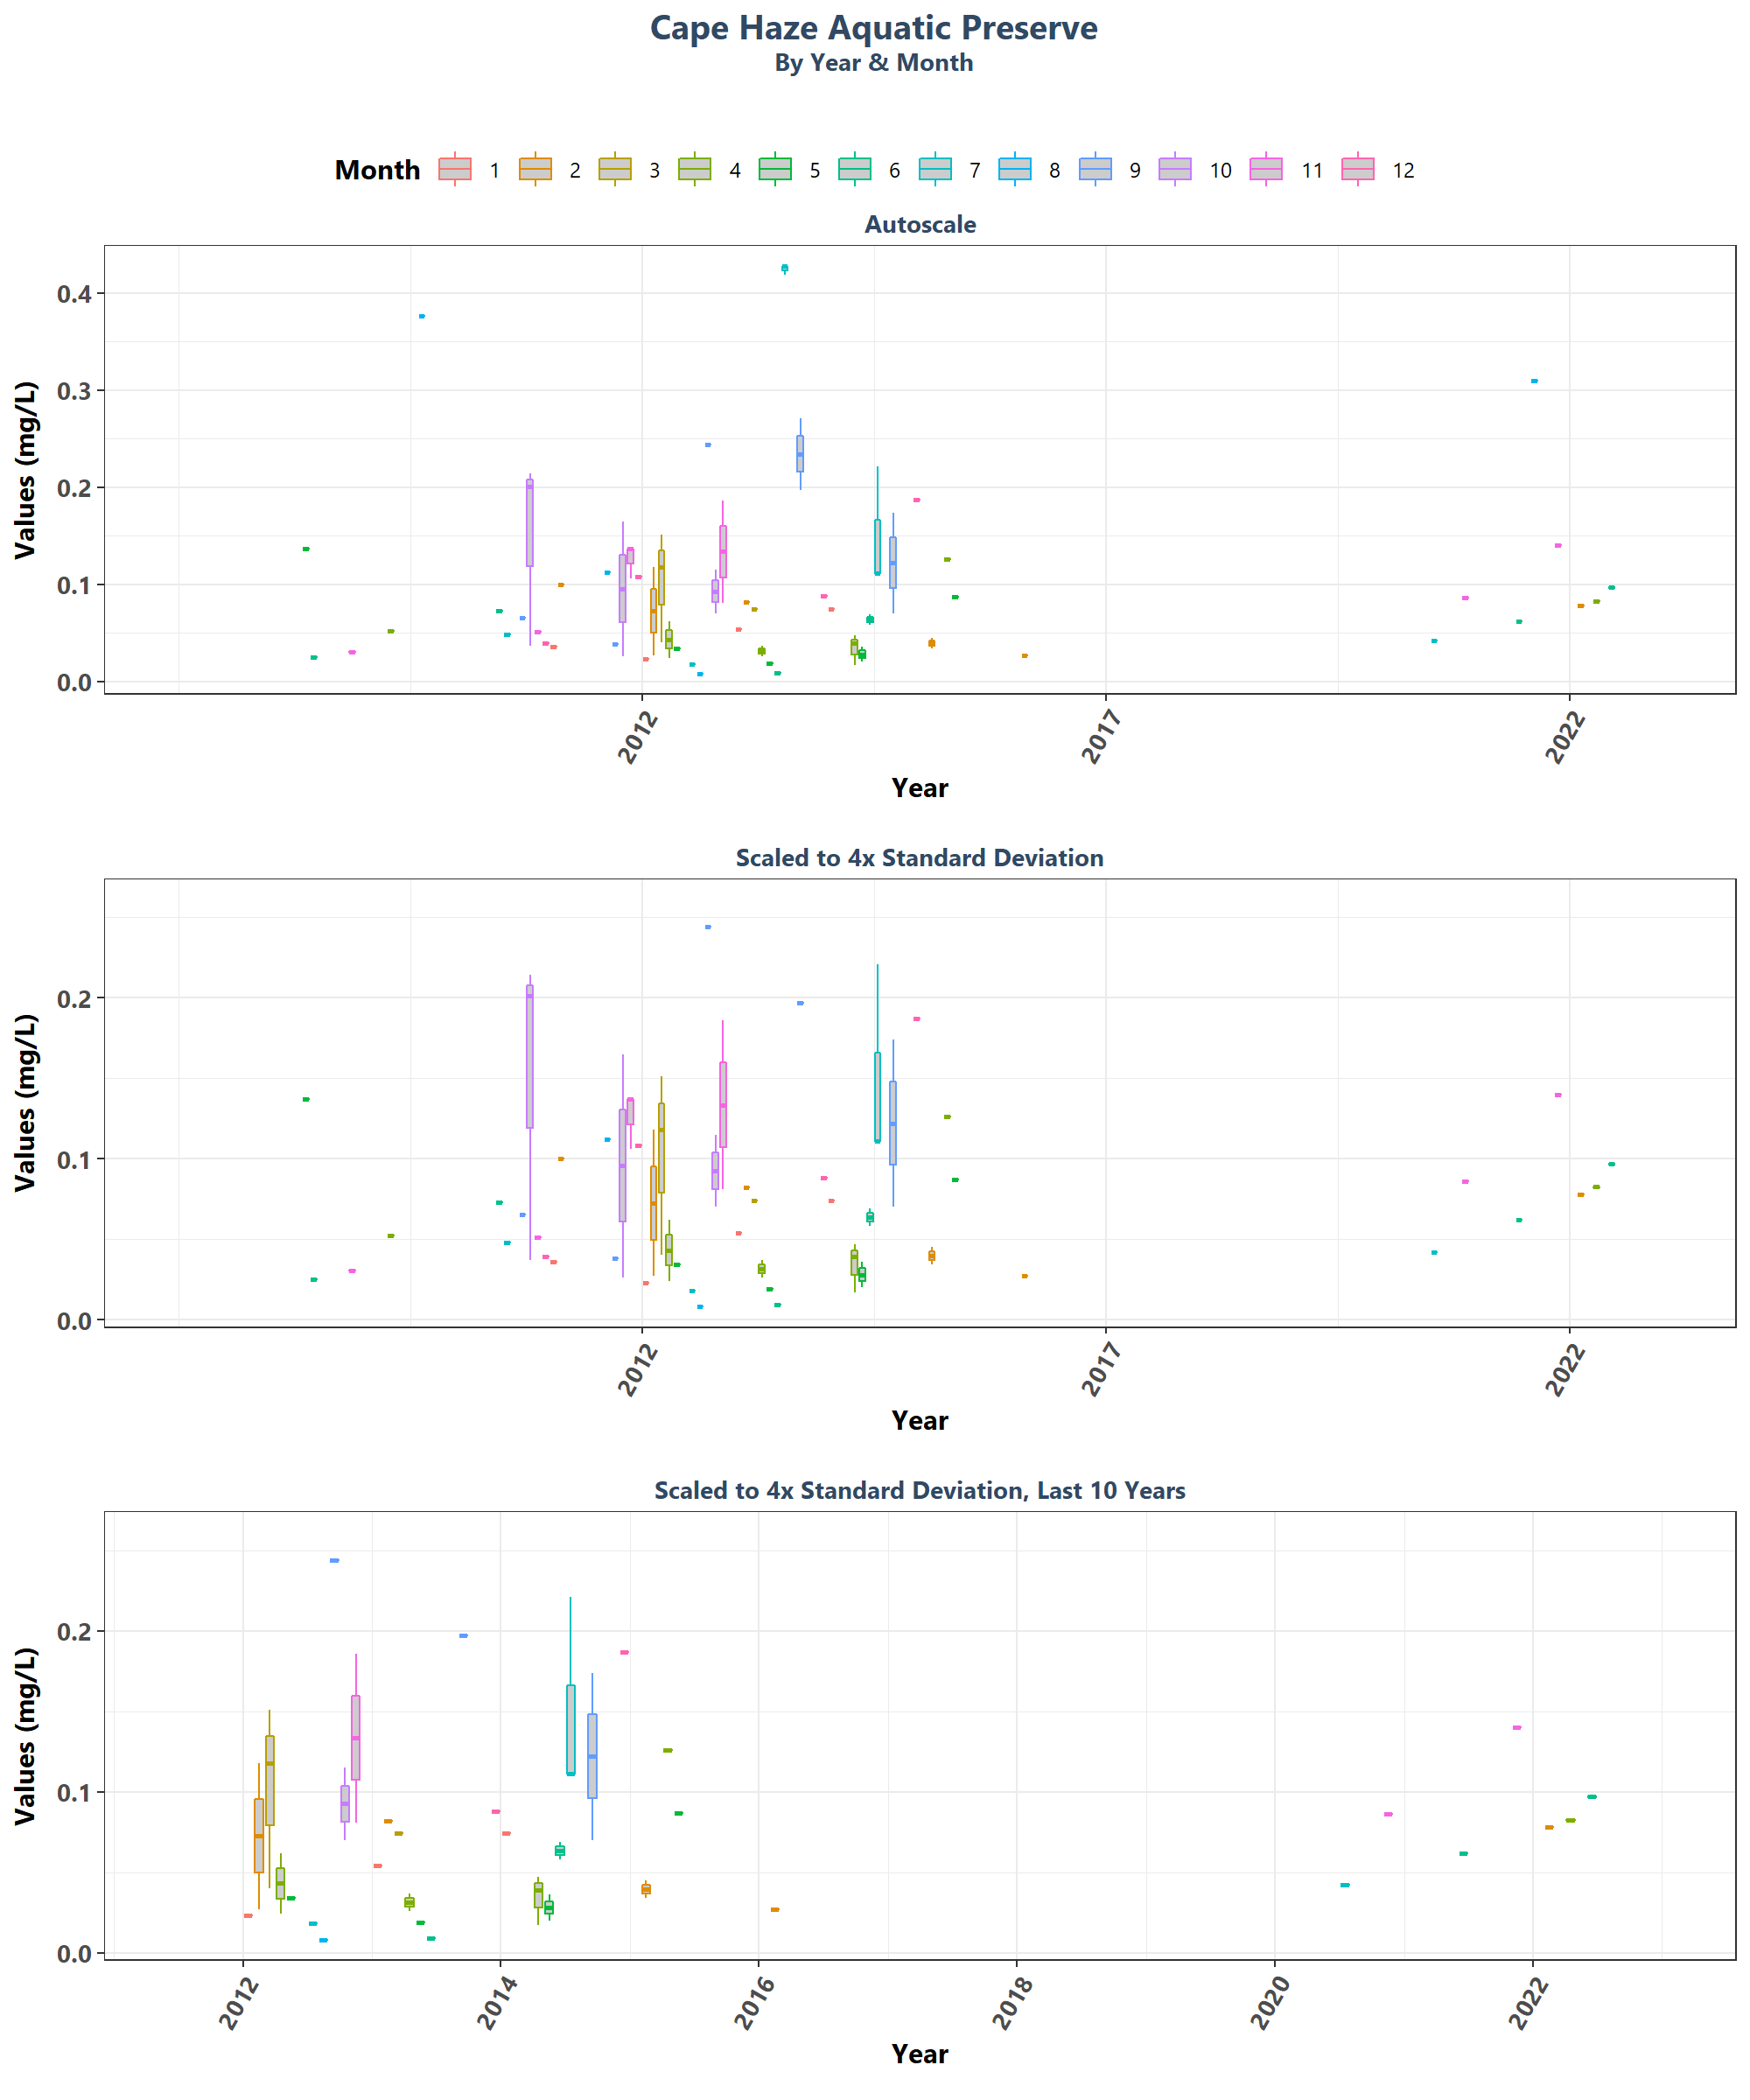 Cape Haze Aquatic Preserve
By Year & Month
Month 1 2 3 4 5 6 7 8 9 10 11 12
Autoscale
Values (mg/L)
0.4
0.3
0.2
0.1
0.0
2012 2017 2022
Year
Scaled to 4x Standard Deviation
Values (mg/L)
0.2
0.1
0.0
2012 2017 2022
Year
Scaled to 4x Standard Deviation, Last 10 Years
Values (mg/L)
0.2
0.1
0.0
2012 2014 2016 2018 2020 2022
Year